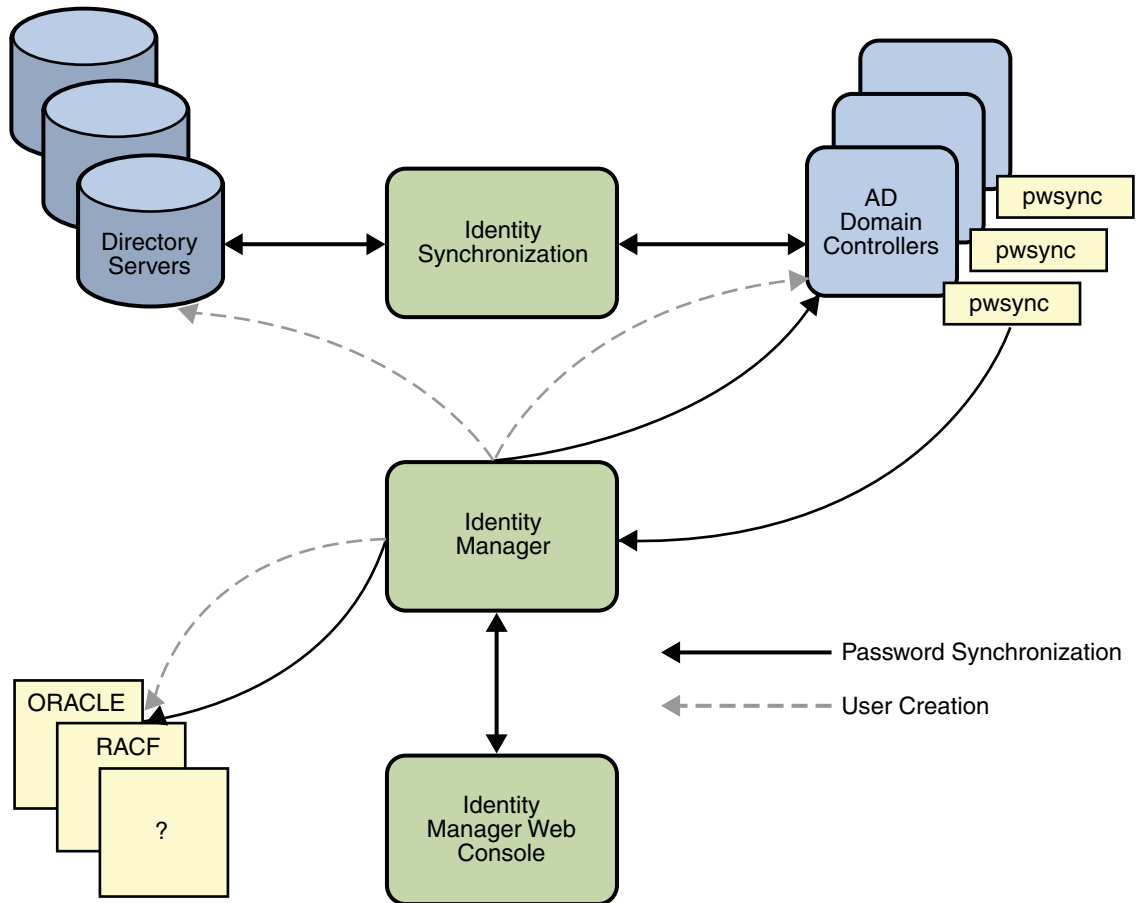 Directory
Servers
Identity
Synchronization
AD
Domain
Controllers
pwsync
pwsync
pwsync
Identity
Manager
Password Synchronization
User Creation
ORACLE
RACF
?
Identity
Manager Web
Console